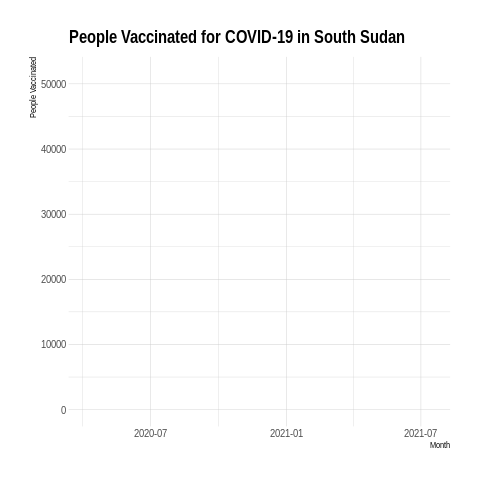 People Vaccinated for COVID-19 in South Sudan
People Vaccinated
50000
40000
30000
20000
10000
0
2020-07 2021-01 2021-07
Month